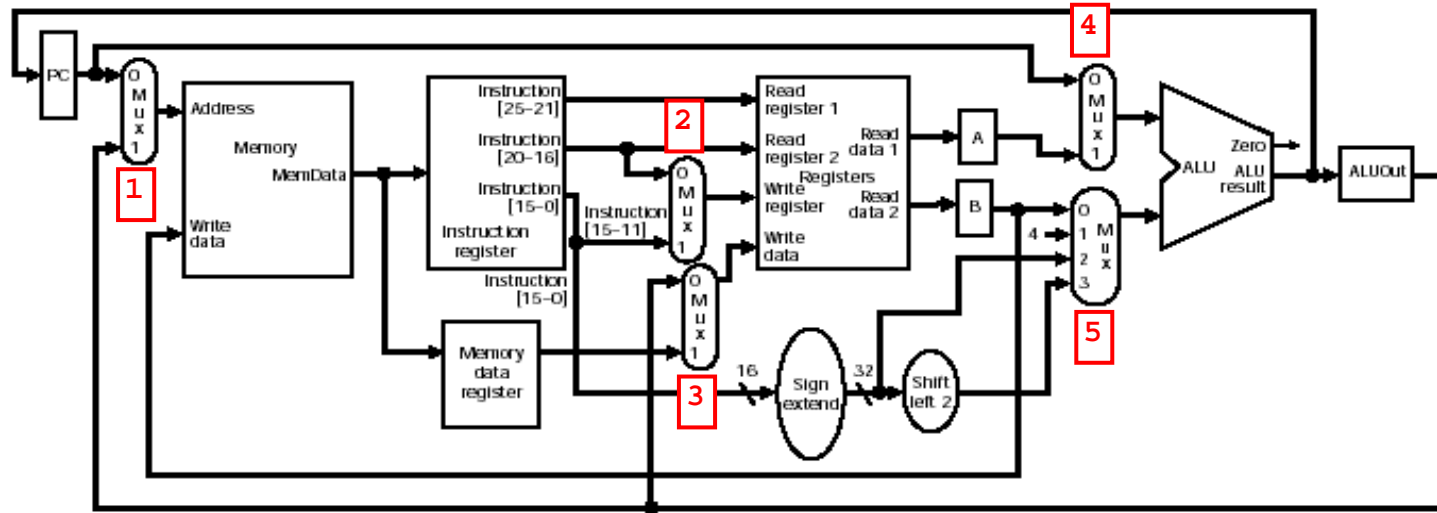 4
PC
0
M
u
x
1
1
Address
Memory
MemData
Write
data
Instruction
[25–21]
Instruction
[20–16]
Instruction
[15–0]
Instruction
register
Instruction
[15–11]
Instruction
[15–0]
2
0
M
u
x
1
0
M
u
x
1
3
Memory
data
register
Read
register 1
Read
register 2
Registers
Write
register
Write
data
Read
data 1
Read
data 2
A
B
16
Sign
extend
32
Shift
left 2
0
M
u
x
1
4
0
1
2
3
M
u
x
5
ALU
Zero
ALU
result
ALUOut